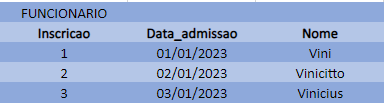 FUNCIONARIO
Inscricao Data_admissao Nome
1 01/01/2023 Vini
2 02/01/2023 Vinicitto
3 03/01/2023 Vinicius